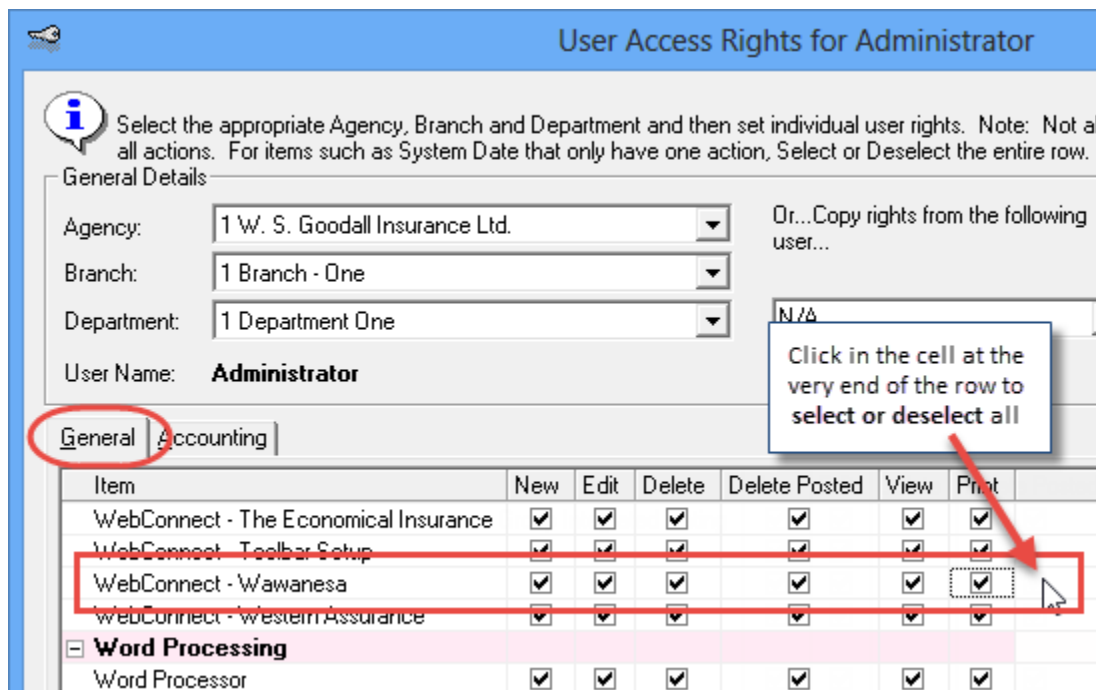 User Access Rights for Administrator
Select the appropriate Agency, Branch and Department and then set individual user rights. Note: Not
all actions. For items such as System Date that only have one action, Select or Deselect the entire row.
General Details
Agency: 1 W. S. Goodall Insurance Ltd.
Or...Copy rights from the following
user...
Branch: 1 Branch - One
Department: 1 Department One
N/A
User Name: Administrator
Click in the cell at the
very end of the row to
select or deselect all
General Accounting
Item New Edit Delete Delete Posted View Print
WebConnect - The Economical Insurance
WebConnect - Toolbar Setup
WebConnect - Wawanesa
WebConnect - Western Assurance
Word Processing
Word Processor